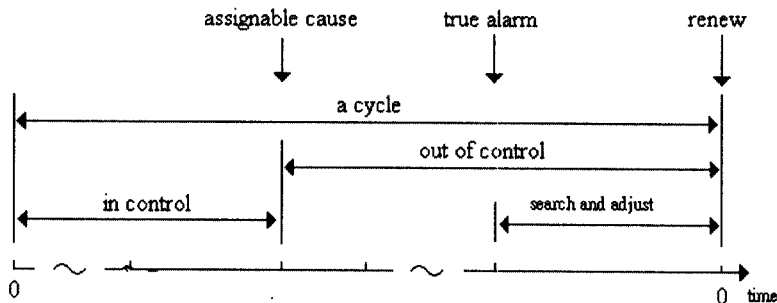 assignable cause true alarm renew
a cycle
out of control
in control
search and adjust
0 0 time